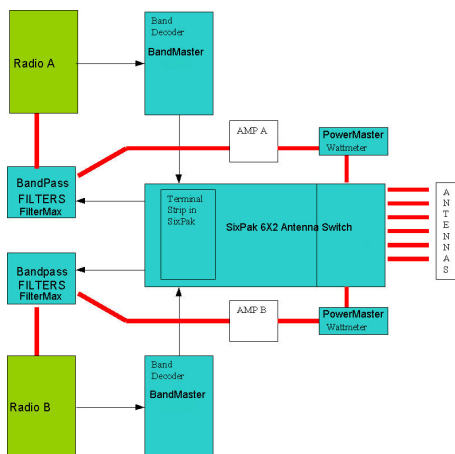 Radio A
Band
Decoder
BandMaster
AMP A
PowerMaster
Wattmeter
BandPass
FILTERS
FilterMax
Terminal
Strip in
SixPak
SixPak 6X2 Antenna Switch
A
N
T
E
N
N
A
S
Bandpass
FILTERS
FilterMax
AMP B
PowerMaster
Wattmeter
Radio B
Band
Decoder
BandMaster